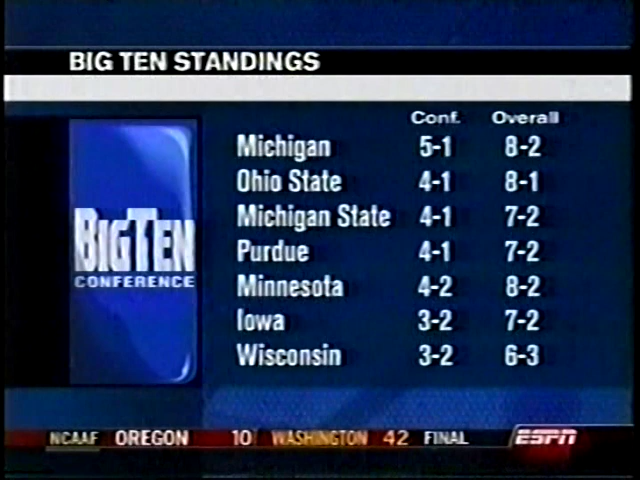 BIG TEN STANDINGS
Conf. Overall
Michigan 5-1 8-2
Ohio State 4-1 8-1
Michigan State 4-1 7-2
Purdue 4-1 7-2
Minnesota 4-2 8-2
Iowa 3-2 7-2
Wisconsin 3-2 6-3
BIG TEN
CONFERENCE
NCAAF OREGON 10 WASHINGTON 42 FINAL ESPN